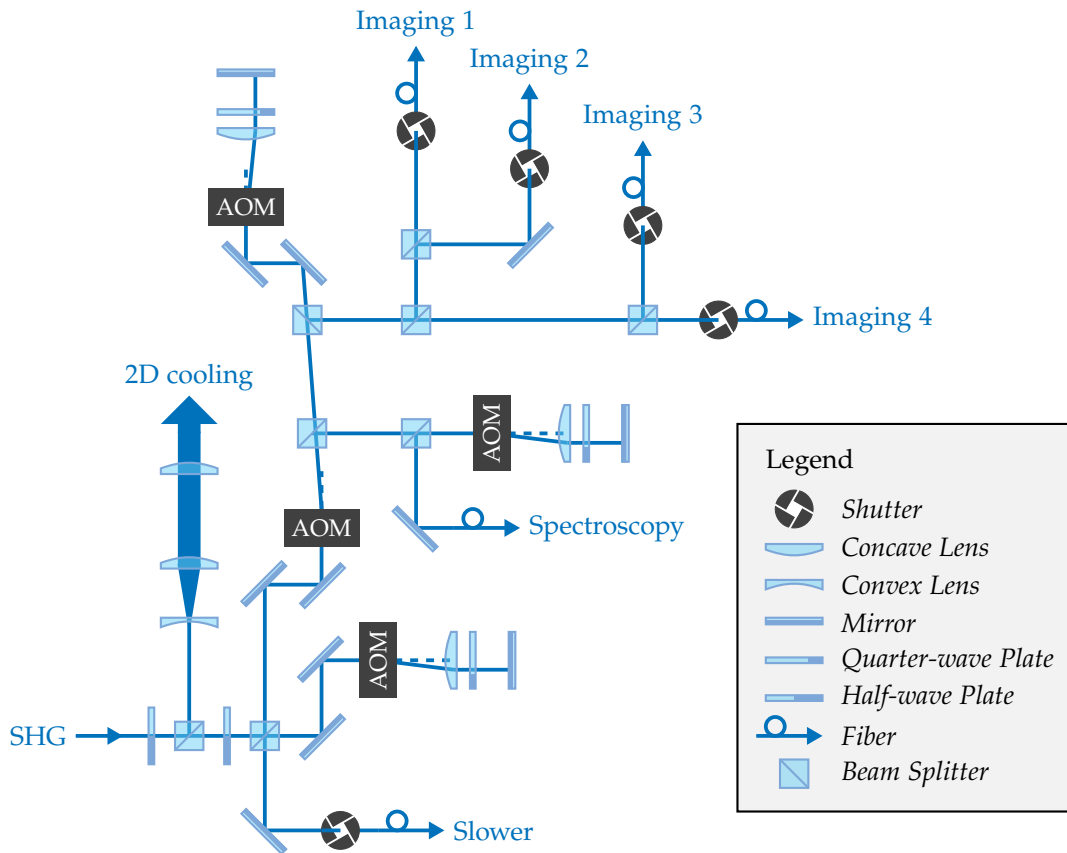 Imaging 1
Imaging 2
Imaging 3
AOM
Imaging 4
2D cooling
AOM
Legend
Shutter
AOM
Spectroscopy
Concave Lens
Convex Lens
Mirror
AOM
Quarter-wave Plate
Half-wave Plate
SHG
Fiber
Beam Splitter
Slower